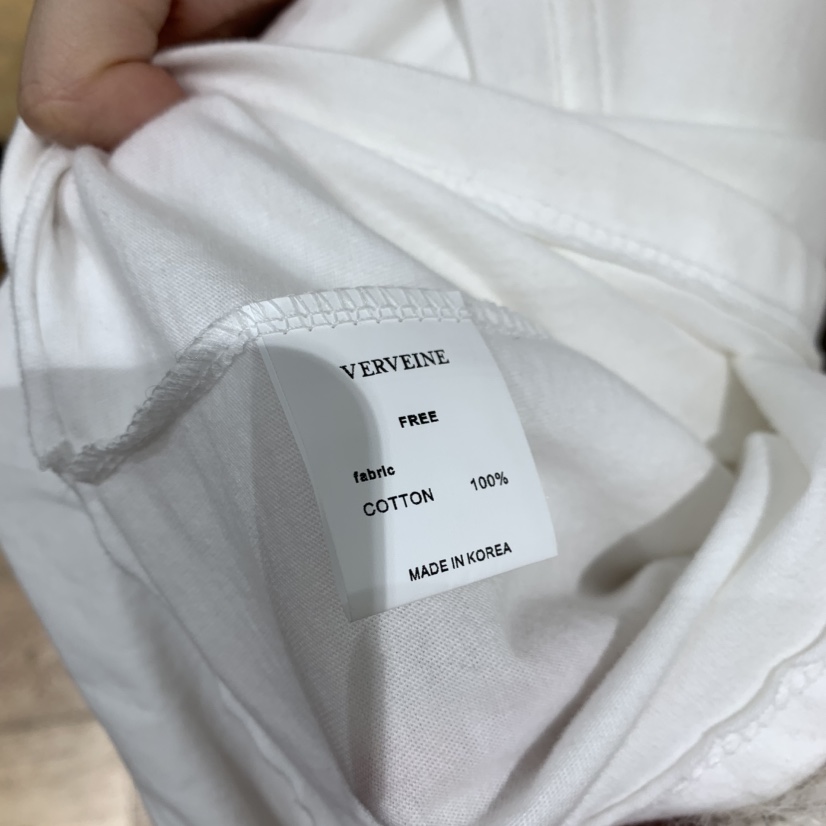 VERVEINE
FREE
fabric
COTTON 100%
MADE IN KOREA